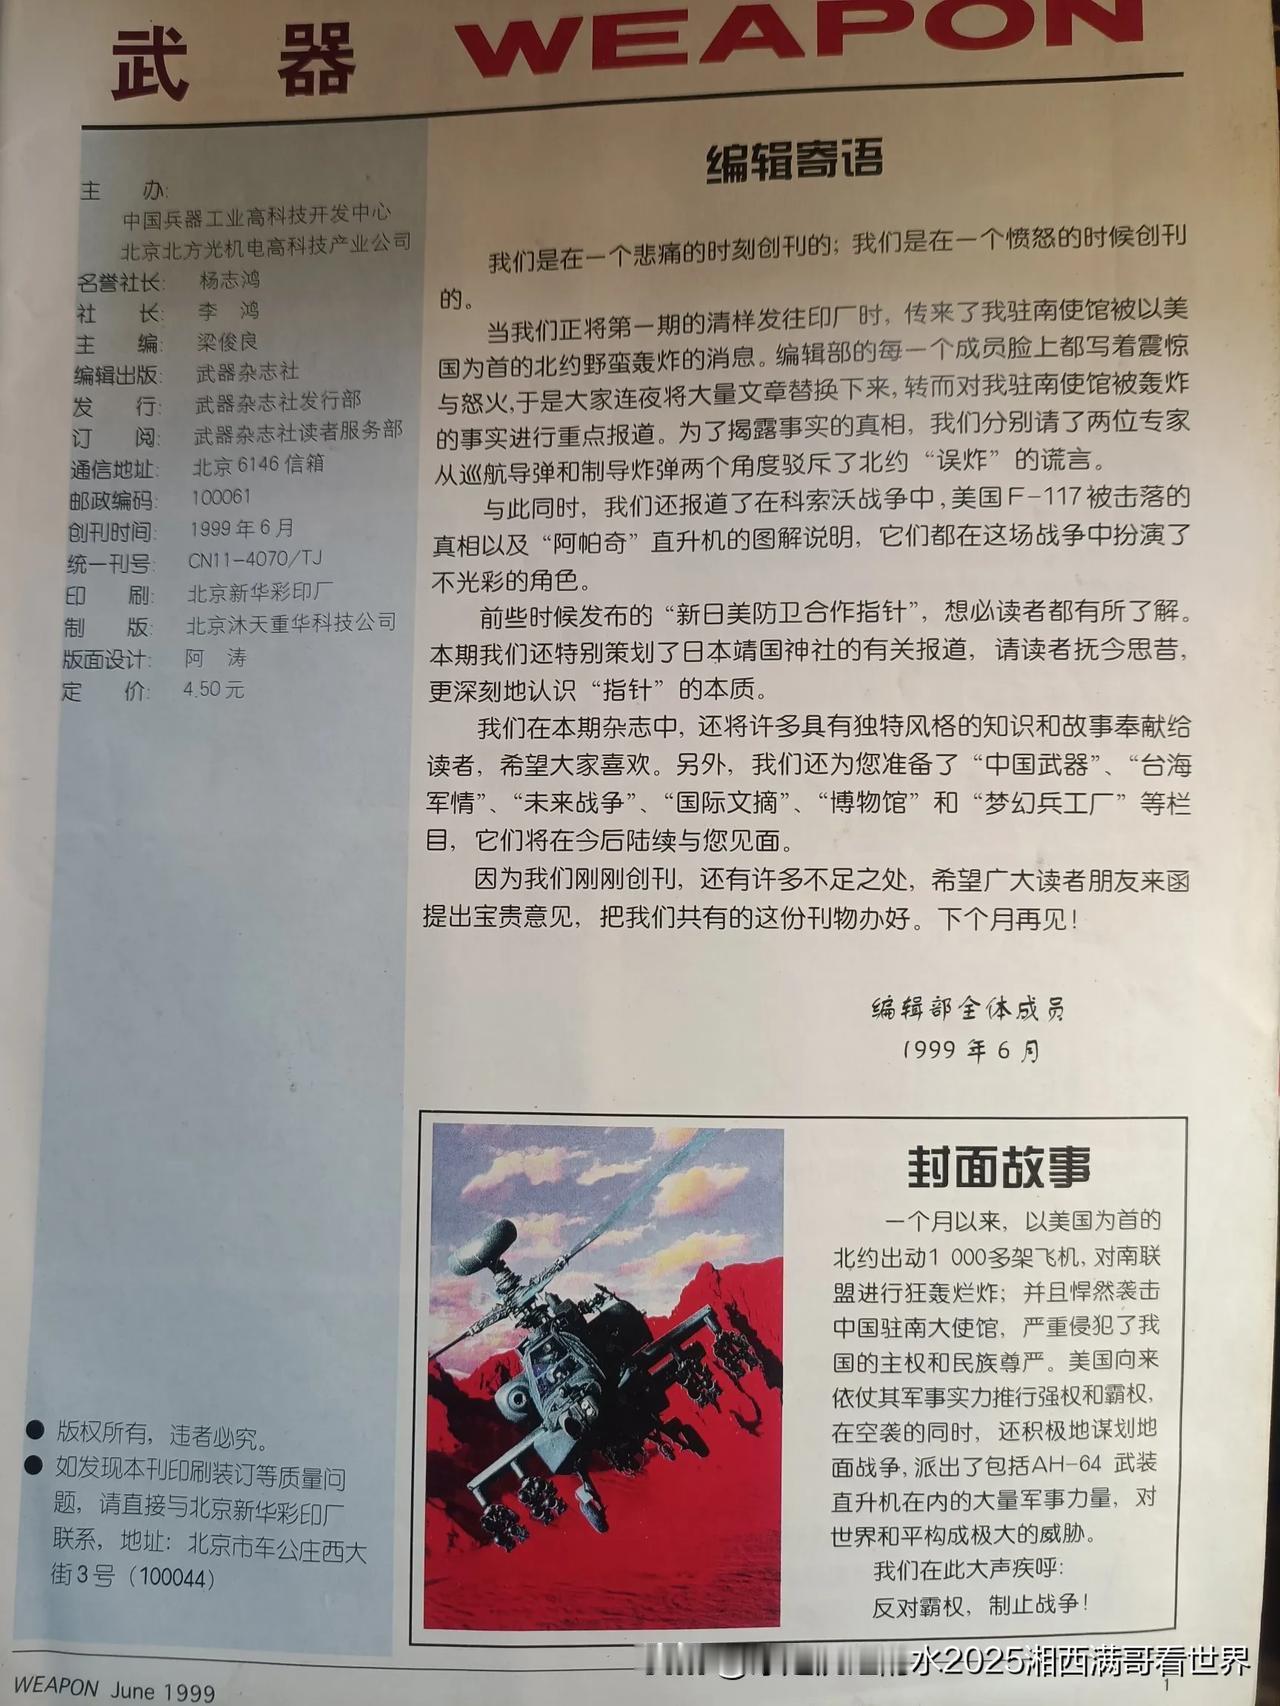 武 器 WEAPON
主 办:
中国兵器工业高科技开发中心
北京北方光机电高科技产业公司
名誉社长: 杨志鸿
社 长: 李 鸿
主 编: 梁俊良
编辑出版: 武器杂志社
发 行: 武器杂志社发行部
订 阅: 武器杂志社读者服务部
通信地址: 北京6146信箱
邮政编码: 100061
创刊时间: 1999年6月
统一刊号: CN11-4070/TJ
印 刷: 北京新华彩印厂
制 版: 北京沐天重华科技公司
版面设计: 阿 涛
定 价: 4.50元
● 版权所有，违者必究。
● 如发现本刊印刷装订等质量问
题，请直接与北京新华彩印厂
联系，地址：北京市车公庄西大
街3号（100044）
编辑寄语
我们是在一个悲痛的时刻创刊的；我们是在一个愤怒的时候创刊
的。
当我们正将第一期的清样发往印厂时，传来了我驻南使馆被以美
国为首的北约野蛮轰炸的消息。编辑部的每一个成员脸上都写着震惊
与怒火,于是大家连夜将大量文章替换下来，转而对我驻南使馆被轰炸
的事实进行重点报道。为了揭露事实的真相，我们分别请了两位专家
从巡航导弹和制导炸弹两个角度驳斥了北约“误炸”的谎言。
与此同时，我们还报道了在科索沃战争中,美国F-117被击落的
真相以及“阿帕奇”直升机的图解说明，它们都在这场战争中扮演了
不光彩的角色。
前些时候发布的“新日美防卫合作指针”，想必读者都有所了解。
本期我们还特别策划了日本靖国神社的有关报道，请读者抚今思昔，
更深刻地认识“指针”的本质。
我们在本期杂志中，还将许多具有独特风格的知识和故事奉献给
读者，希望大家喜欢。另外，我们还为您准备了“中国武器”、“台海
军情”、“未来战争”、“国际文摘”、“博物馆”和“梦幻兵工厂”等栏
目，它们将在今后陆续与您见面。
因为我们刚刚创刊，还有许多不足之处，希望广大读者朋友来函
提出宝贵意见，把我们共有的这份刊物办好。下个月再见！
编辑部全体成员
1999年6月
封面故事
一个月以来，以美国为首的
北约出动1 000多架飞机,对南联
盟进行狂轰烂炸；并且悍然袭击
中国驻南大使馆，严重侵犯了我
国的主权和民族尊严。美国向来
依仗其军事实力推行强权和霸权，
在空袭的同时，还积极地谋划地
面战争,派出了包括AH-64 武装
直升机在内的大量军事力量，对
世界和平构成极大的威胁。
我们在此大声疾呼:
反对霸权，制止战争！
WEAPON June 1999
1
水2025湘西满哥看世界